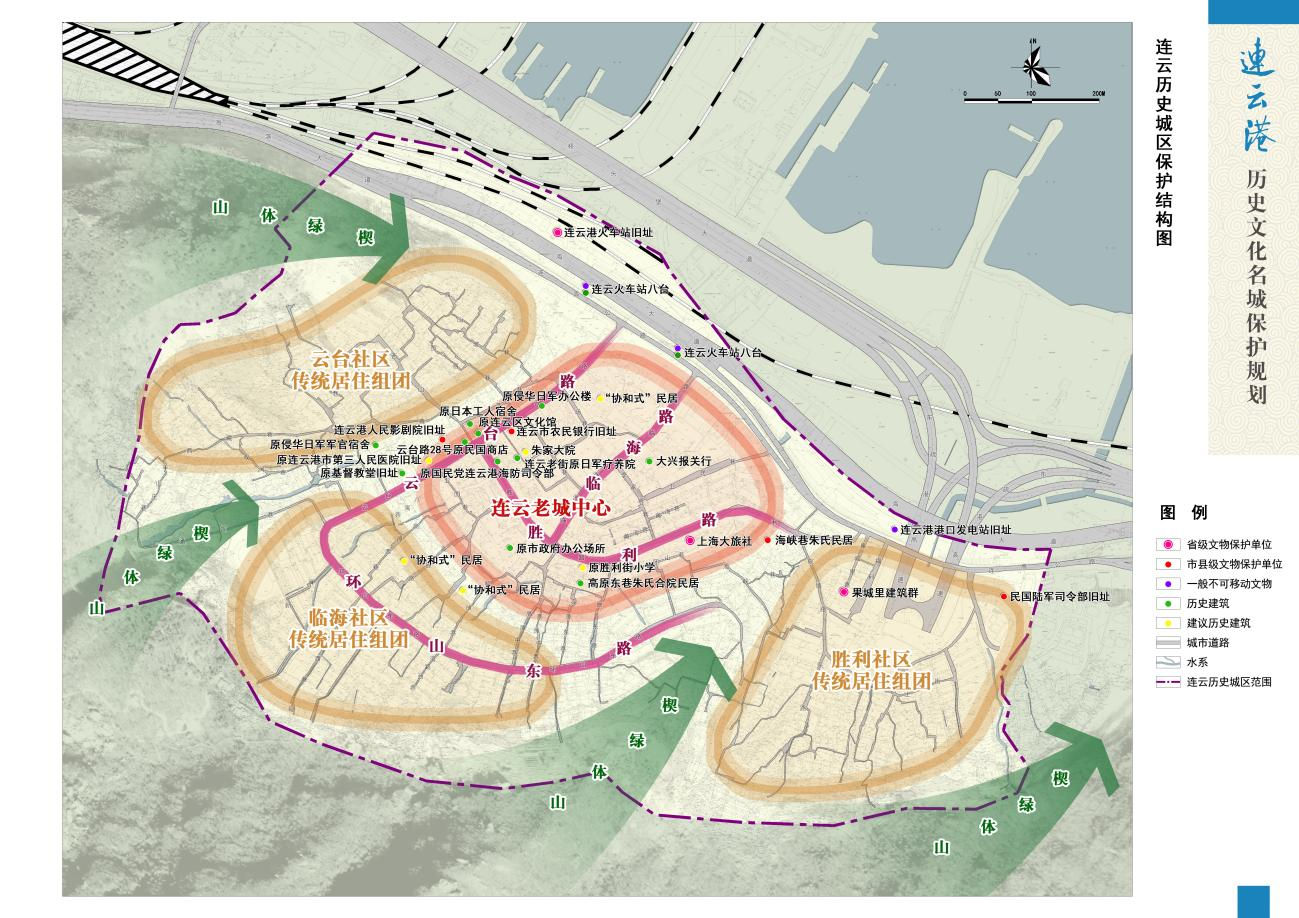 連云港
历史文化名城保护规划
连云历史城区保护结构图
N
0 50 100 200M
山体绿楔
连云港火车站旧址
连云火车站八台
连云火车站八台
云台社区
传统居住组团
路
原侵华日军办公楼
“协和式”民居
原日本工人宿舍
路
原连云区文化馆
连云港人民影剧院旧址
台
连云市农民银行旧址
原侵华日军军官宿舍
云台路28号原民国商店
海
朱家大院
原连云港市第三人民医院旧址
连云老街原日军疗养院
大兴报关行
原基督教堂旧址
原国民党连云港海防司令部
云
临
连云老城中心
山体绿楔
路
胜
连云港港口发电站旧址
上海大旅社
海峡巷朱氏民居
原市政府办公场所
利
“协和式”民居
原胜利街小学
环
高原东巷朱氏合院民居
“协和式”民居
果城里建筑群
民国陆军司令部旧址
临海社区
传统居住组团
山
路
东
胜利社区
传统居住组团
山体绿楔
山体绿楔
图 例
省级文物保护单位
市县级文物保护单位
一般不可移动文物
历史建筑
建议历史建筑
城市道路
水系
连云历史城区范围